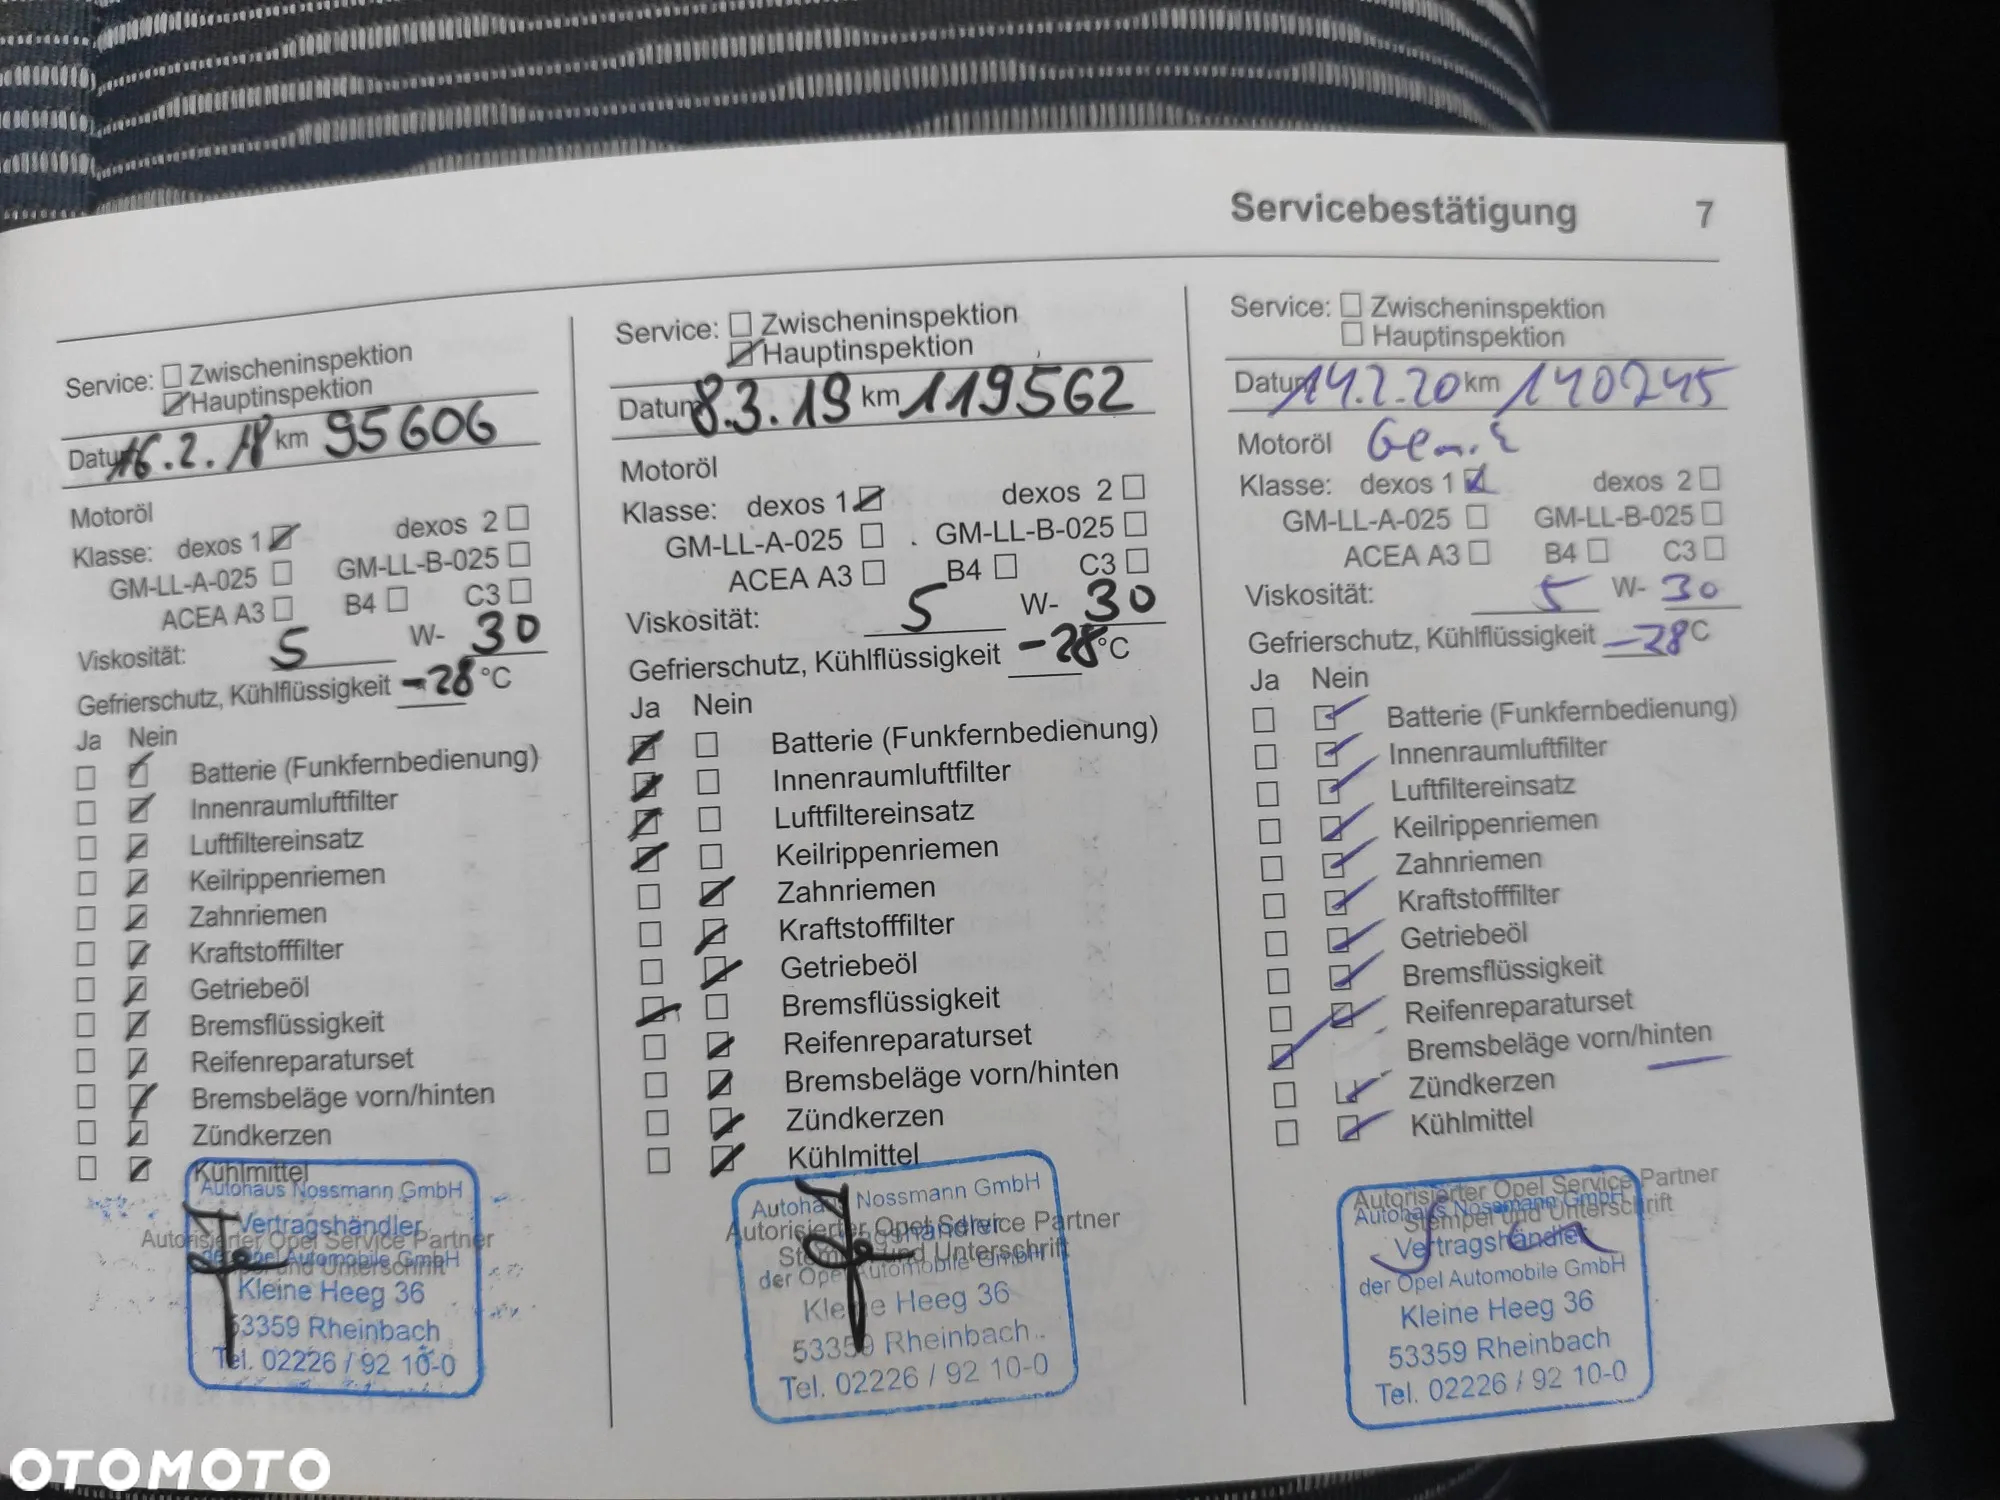 Servicebestätigung 7
Service: Zwischeninspektion
Hauptinspektion
Datum 16.2.18 km 95606
Motoröl
Klasse: dexos 1 dexos 2
GM-LL-A-025 GM-LL-B-025
ACEA A3 B4 C3
Viskosität: 5 W- 30
Gefrierschutz, Kühlflüssigkeit -28 °C
Ja Nein
Batterie (Funkfernbedienung)
Innenraumluftfilter
Luftfiltereinsatz
Keilrippenriemen
Zahnriemen
Kraftstofffilter
Getriebeöl
Bremsflüssigkeit
Reifenreparaturset
Bremsbeläge vorn/hinten
Zündkerzen
Kühlmittel
Autohaus Nossmann GmbH
Vertragshändler
Autorisierter Opel Service Partner
der Opel Automobile GmbH
Stempel und Unterschrift
Kleine Heeg 36
53359 Rheinbach
Tel. 02226 / 92 10-0
Service: Zwischeninspektion
Hauptinspektion
Datum 8.3.19 km 119562
Motoröl
Klasse: dexos 1 dexos 2
GM-LL-A-025 GM-LL-B-025
ACEA A3 B4 C3
Viskosität: 5 W- 30
Gefrierschutz, Kühlflüssigkeit -28 °C
Ja Nein
Batterie (Funkfernbedienung)
Innenraumluftfilter
Luftfiltereinsatz
Keilrippenriemen
Zahnriemen
Kraftstofffilter
Getriebeöl
Bremsflüssigkeit
Reifenreparaturset
Bremsbeläge vorn/hinten
Zündkerzen
Kühlmittel
Autohaus Nossmann GmbH
Autorisierter Opel Service Partner
Vertragshändler
Stempel und Unterschrift
der Opel Automobile GmbH
Kleine Heeg 36
53359 Rheinbach
Tel. 02226 / 92 10-0
Service: Zwischeninspektion
Hauptinspektion
Datum 14.2.20 km 140245
Motoröl
Klasse: dexos 1 dexos 2
GM-LL-A-025 GM-LL-B-025
ACEA A3 B4 C3
Viskosität: 5 W- 30
Gefrierschutz, Kühlflüssigkeit -28 °C
Ja Nein
Batterie (Funkfernbedienung)
Innenraumluftfilter
Luftfiltereinsatz
Keilrippenriemen
Zahnriemen
Kraftstofffilter
Getriebeöl
Bremsflüssigkeit
Reifenreparaturset
Bremsbeläge vorn/hinten
Zündkerzen
Kühlmittel
Autorisierter Opel Service Partner
Autohaus Nossmann GmbH
Stempel und Unterschrift
Vertragshändler
der Opel Automobile GmbH
Kleine Heeg 36
53359 Rheinbach
Tel. 02226 / 92 10-0
OTOMOTO